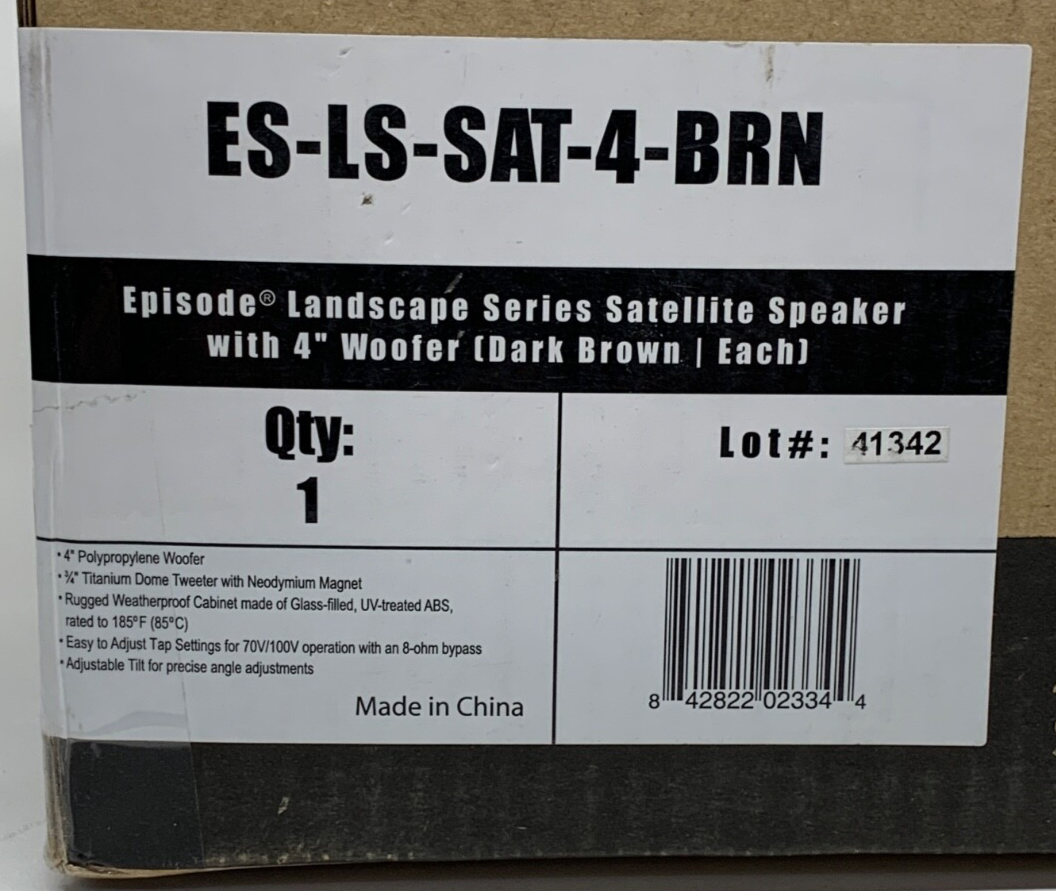 ES-LS-SAT-4-BRN
Episode® Landscape Series Satellite Speaker
with 4" Woofer (Dark Brown | Each)
Qty:
1
Lot#: 41342
• 4" Polypropylene Woofer
• ¾" Titanium Dome Tweeter with Neodymium Magnet
• Rugged Weatherproof Cabinet made of Glass-filled, UV-treated ABS,
rated to 185°F (85°C)
• Easy to Adjust Tap Settings for 70V/100V operation with an 8-ohm bypass
• Adjustable Tilt for precise angle adjustments
Made in China
8 42822 02334 4